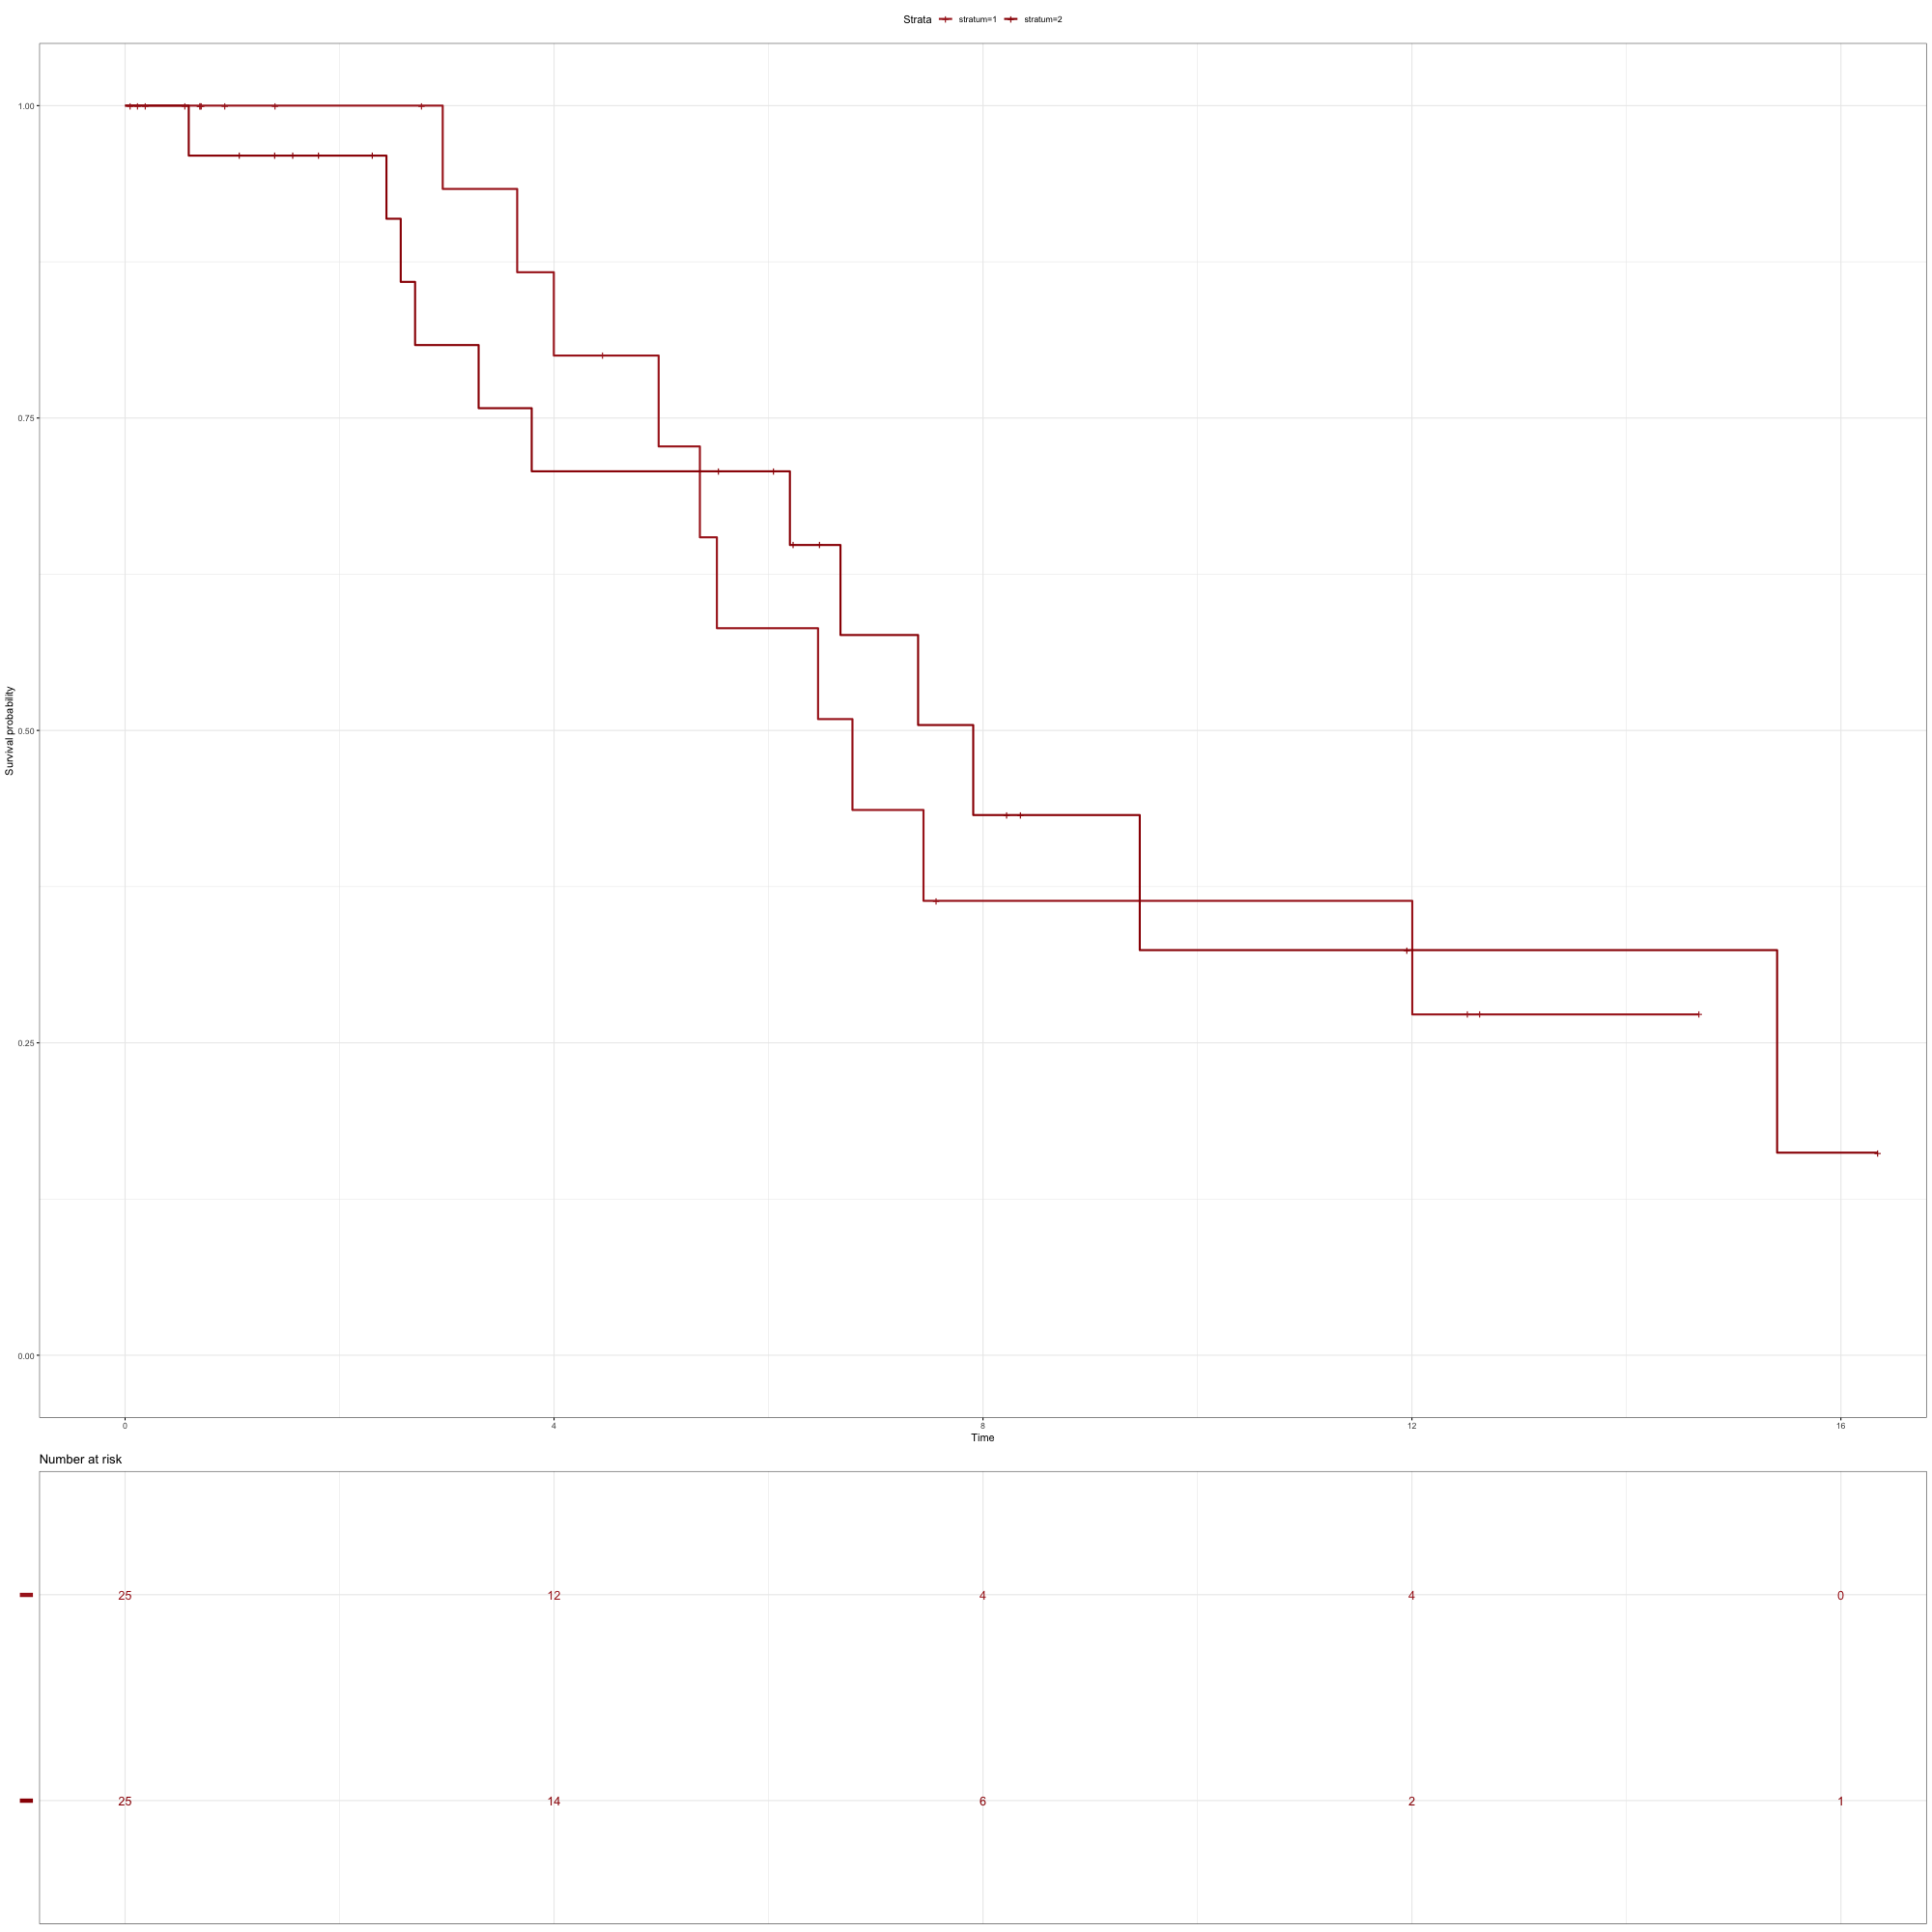 Strata stratum=1 stratum=2
1.00
0.75
0.50
0.25
0.00
Survival probability
0 4 8 12 16
Time
Number at risk
25 12 4 4 0
25 14 6 2 1